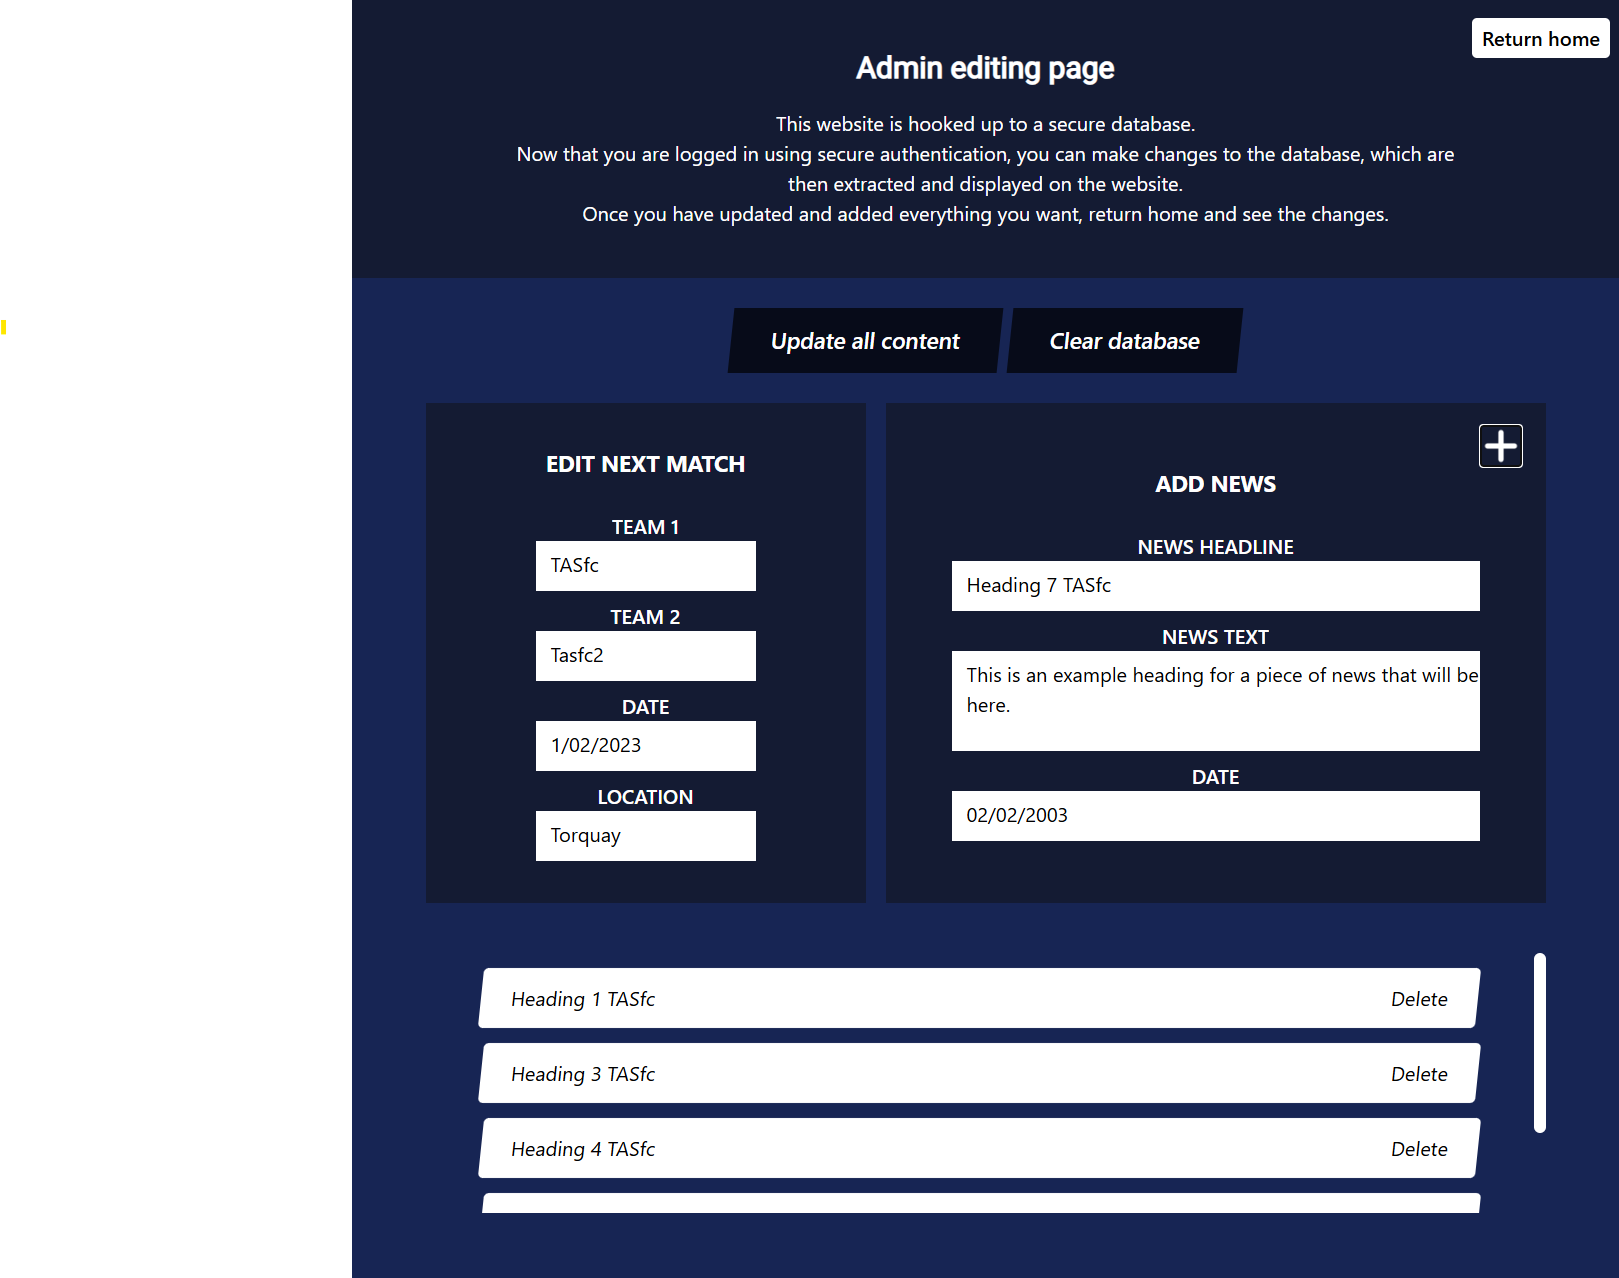 Return home
Admin editing page
This website is hooked up to a secure database.
Now that you are logged in using secure authentication, you can make changes to the database, which are
then extracted and displayed on the website.
Once you have updated and added everything you want, return home and see the changes.
Update all content
Clear database
EDIT NEXT MATCH
TEAM 1
TASfc
TEAM 2
Tasfc2
DATE
1/02/2023
LOCATION
Torquay
ADD NEWS
NEWS HEADLINE
Heading 7 TASfc
NEWS TEXT
This is an example heading for a piece of news that will be
here.
DATE
02/02/2003
Heading 1 TASfc Delete
Heading 3 TASfc Delete
Heading 4 TASfc Delete